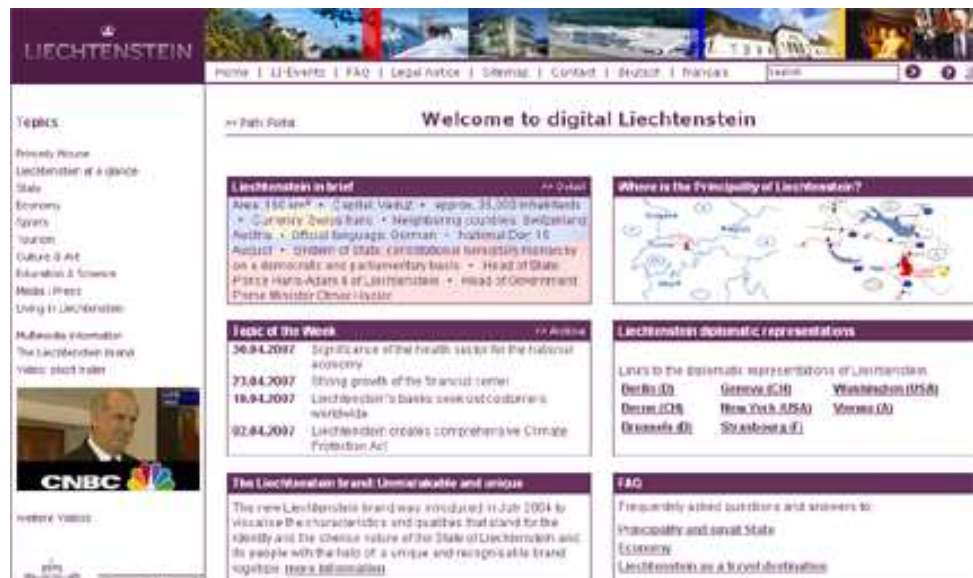 LIECHTENSTEIN
Home | LI-Events | FAQ | Legal Notice | Sitemap | Contact | deutsch | francais
Search
Topics
Princely House
Liechtenstein at a glance
State
Economy
Sports
Tourism
Culture & Art
Education & Science
Media / Press
Living in Liechtenstein
Multimedia information
The Liechtenstein Brand
Video: short trailer
CNBC
weitere Videos
Welcome to digital Liechtenstein
Liechtenstein in brief
Area: 160 km² • Capital: Vaduz • approx. 35,000 inhabitants
• Currency: Swiss franc • Neighboring countries: Switzerland,
Austria • Official language: German • National Day: 15
August • System of State: constitutional hereditary monarchy
on a democratic and parliamentary basis • Head of State:
Prince Hans-Adam II of Liechtenstein • Head of Government:
Prime Minister Otmar Hasler
Where is the Principality of Liechtenstein?
Topic of the Week >> Archive
30.04.2007 Significance of the health sector for the national
economy
23.04.2007 Strong growth of the financial center
10.04.2007 Liechtenstein's banks seek out customers
worldwide
02.04.2007 Liechtenstein creates comprehensive Climate
Protection Act
Liechtenstein diplomatic representations
Links to the diplomatic representations of Liechtenstein
Berlin (D) Geneva (CH) Washington (USA)
Berne (CH) New York (USA) Vienna (A)
Brussels (B) Strasbourg (F)
The Liechtenstein brand: Unmistakable and unique
The new Liechtenstein brand was introduced in July 2004 to
visualise the characteristics and qualities that stand for the
identity and the diverse nature of the State of Liechtenstein and
its people with the help of a unique and recognisable brand
logotype. more information
FAQ
Frequently asked questions and answers to:
Principality and small State
Economy
Liechtenstein as a travel destination